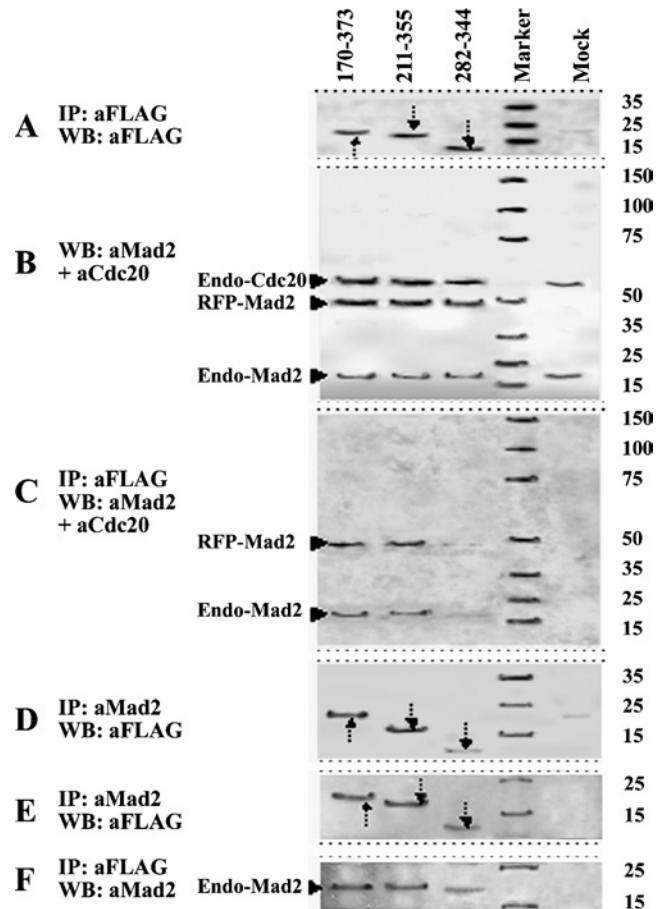 170-373
211-355
282-344
Marker
Mock
A
IP: aFLAG
WB: aFLAG
35
25
15
B
WB: aMad2
+ aCdc20
Endo-Cdc20
RFP-Mad2
Endo-Mad2
150
100
75
50
35
25
15
C
IP: aFLAG
WB: aMad2
+ aCdc20
RFP-Mad2
Endo-Mad2
150
100
75
50
35
25
15
D
IP: aMad2
WB: aFLAG
35
25
15
E
IP: aMad2
WB: aFLAG
25
15
F
IP: aFLAG
WB: aMad2
Endo-Mad2
25
15